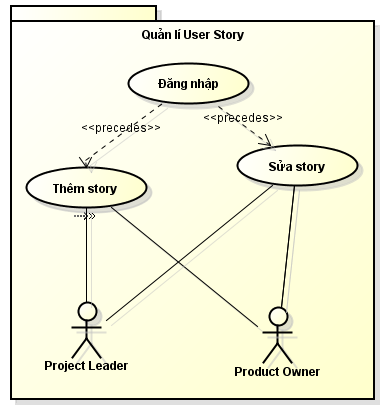 Quản lí User Story
Đăng nhập
<<precedes>>
<<precedes>>
Thêm story
Sửa story
Project Leader
Product Owner